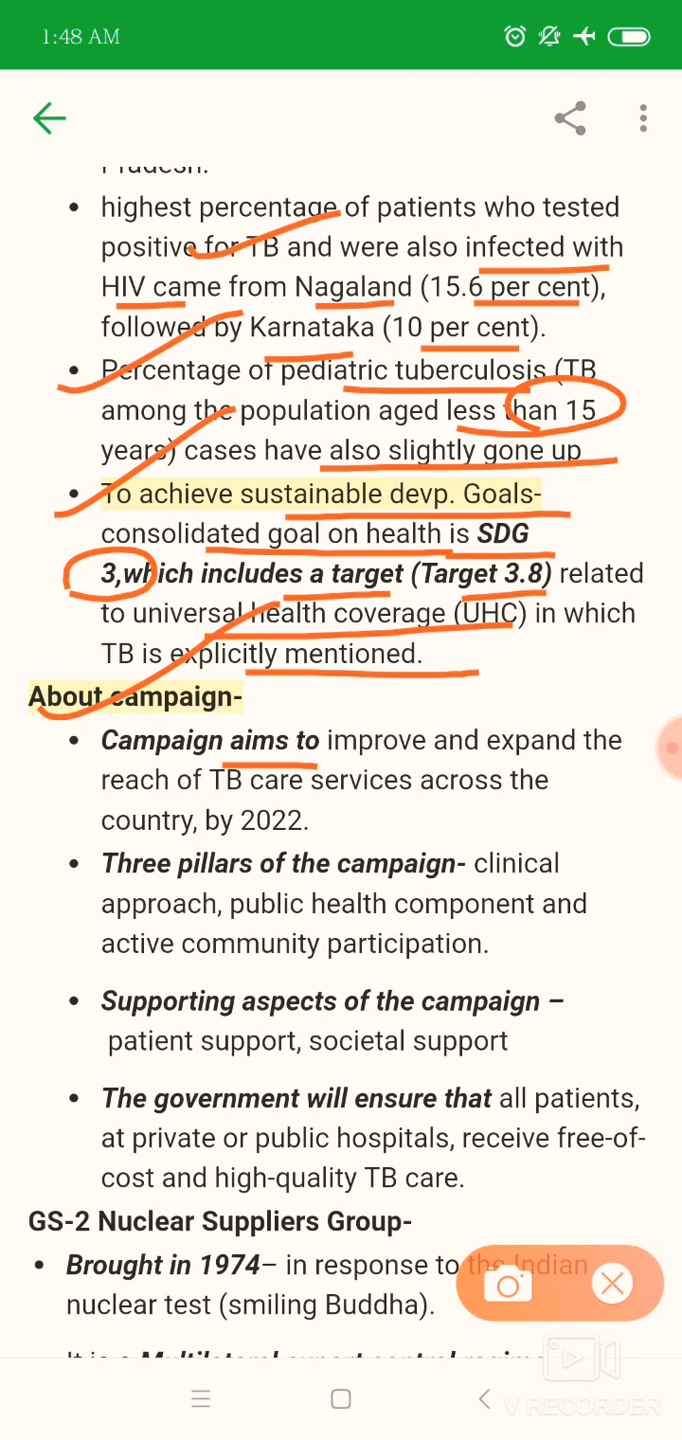 1:48 AM
Pradesh.
• highest percentage of patients who tested
positive for TB and were also infected with
HIV came from Nagaland (15.6 per cent),
followed by Karnataka (10 per cent).
• Percentage of pediatric tuberculosis (TB
among the population aged less than 15
years) cases have also slightly gone up
• To achieve sustainable devp. Goals-
consolidated goal on health is SDG
3,which includes a target (Target 3.8) related
to universal health coverage (UHC) in which
TB is explicitly mentioned.
About campaign-
• Campaign aims to improve and expand the
reach of TB care services across the
country, by 2022.
• Three pillars of the campaign- clinical
approach, public health component and
active community participation.
• Supporting aspects of the campaign –
patient support, societal support
• The government will ensure that all patients,
at private or public hospitals, receive free-of-
cost and high-quality TB care.
GS-2 Nuclear Suppliers Group-
• Brought in 1974– in response to the Indian
nuclear test (smiling Buddha).
It is a Multilateral export control regime
V RECORDER